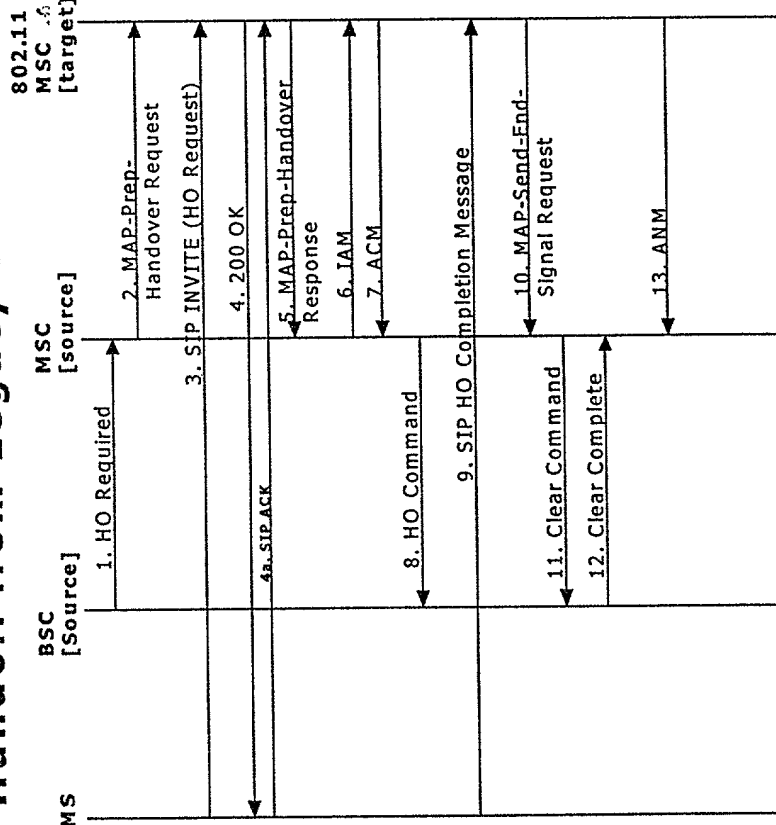 MS
BSC
[Source]
MSC
[source]
802.11
MSC
[target]
1. HO Required
2. MAP-Prep-
Handover Request
3. SIP INVITE (HO Request)
4. 200 OK
4a. SIP ACK
5. MAP-Prep-Handover
Response
6. IAM
7. ACM
8. HO Command
9. SIP HO Completion Message
10. MAP-Send-End-
Signal Request
11. Clear Command
12. Clear Complete
13. ANM